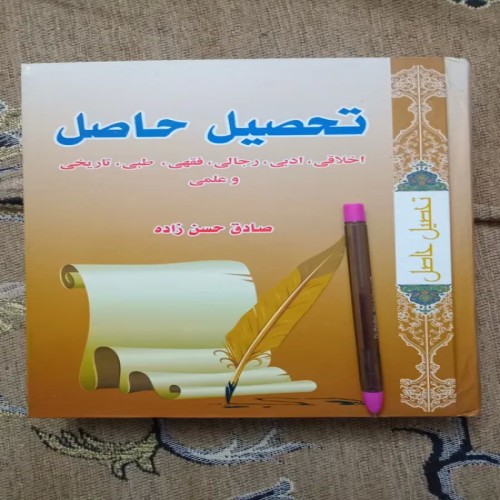 تحصیل حاصل
اخلاقی، ادبی، رجالی، فقهی، طبی، تاریخی
و علمی
صادق حسن زاده
تحصیل حاصل